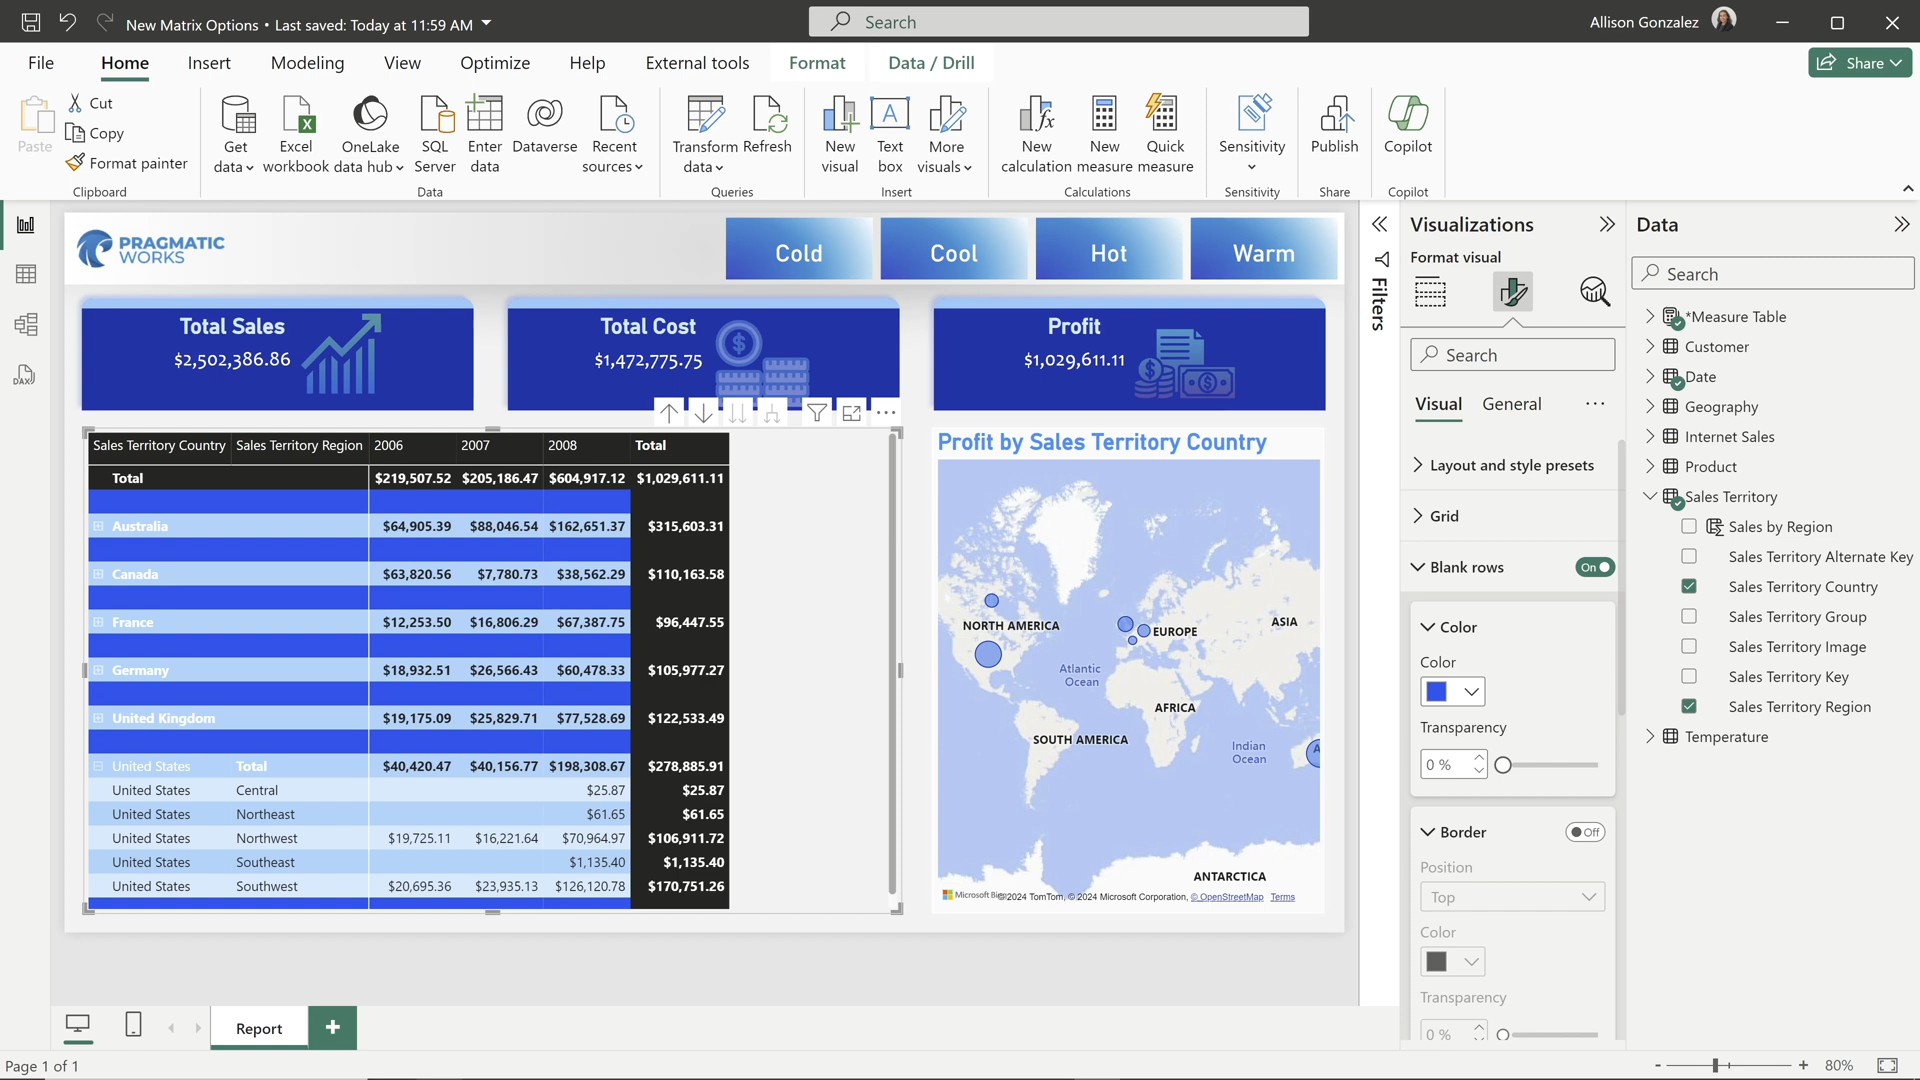 New Matrix Options • Last saved: Today at 11:59 AM
Search
Allison Gonzalez
File
Home
Insert
Modeling
View
Optimize
Help
External tools
Format
Data / Drill
Share
Paste
Cut
Copy
Format painter
Clipboard
Get data
Excel workbook
OneLake data hub
SQL Server
Enter data
Dataverse
Recent sources
Data
Transform data
Refresh
Queries
New visual
Text box
More visuals
Insert
New calculation
New measure
Quick measure
Calculations
Sensitivity
Sensitivity
Publish
Share
Copilot
Copilot
PRAGMATIC
WORKS
Cold
Cool
Hot
Warm
Total Sales
$2,502,386.86
Total Cost
$1,472,775.75
Profit
$1,029,611.11
Sales Territory Country Sales Territory Region 2006 2007 2008 Total
Total $219,507.52 $205,186.47 $604,917.12 $1,029,611.11
Australia $64,905.39 $88,046.54 $162,651.37 $315,603.31
Canada $63,820.56 $7,780.73 $38,562.29 $110,163.58
France $12,253.50 $16,806.29 $67,387.75 $96,447.55
Germany $18,932.51 $26,566.43 $60,478.33 $105,977.27
United Kingdom $19,175.09 $25,829.71 $77,528.69 $122,533.49
United States Total $40,420.47 $40,156.77 $198,308.67 $278,885.91
United States Central $25.87 $25.87
United States Northeast $61.65 $61.65
United States Northwest $19,725.11 $16,221.64 $70,964.97 $106,911.72
United States Southeast $1,135.40 $1,135.40
United States Southwest $20,695.36 $23,935.13 $126,120.78 $170,751.26
Profit by Sales Territory Country
NORTH AMERICA
EUROPE
ASIA
Atlantic
Ocean
AFRICA
SOUTH AMERICA
Indian
Ocean
A
ANTARCTICA
Microsoft Bing
©2024 TomTom, © 2024 Microsoft Corporation, © OpenStreetMap Terms
Filters
Visualizations
Format visual
Search
Visual
General
Layout and style presets
Grid
Blank rows
On
Color
Color
Transparency
0 %
Border
Off
Position
Top
Color
Transparency
0 %
Data
Search
*Measure Table
Customer
Date
Geography
Internet Sales
Product
Sales Territory
Sales by Region
Sales Territory Alternate Key
Sales Territory Country
Sales Territory Group
Sales Territory Image
Sales Territory Key
Sales Territory Region
Temperature
DAX
Report
Page 1 of 1
80%